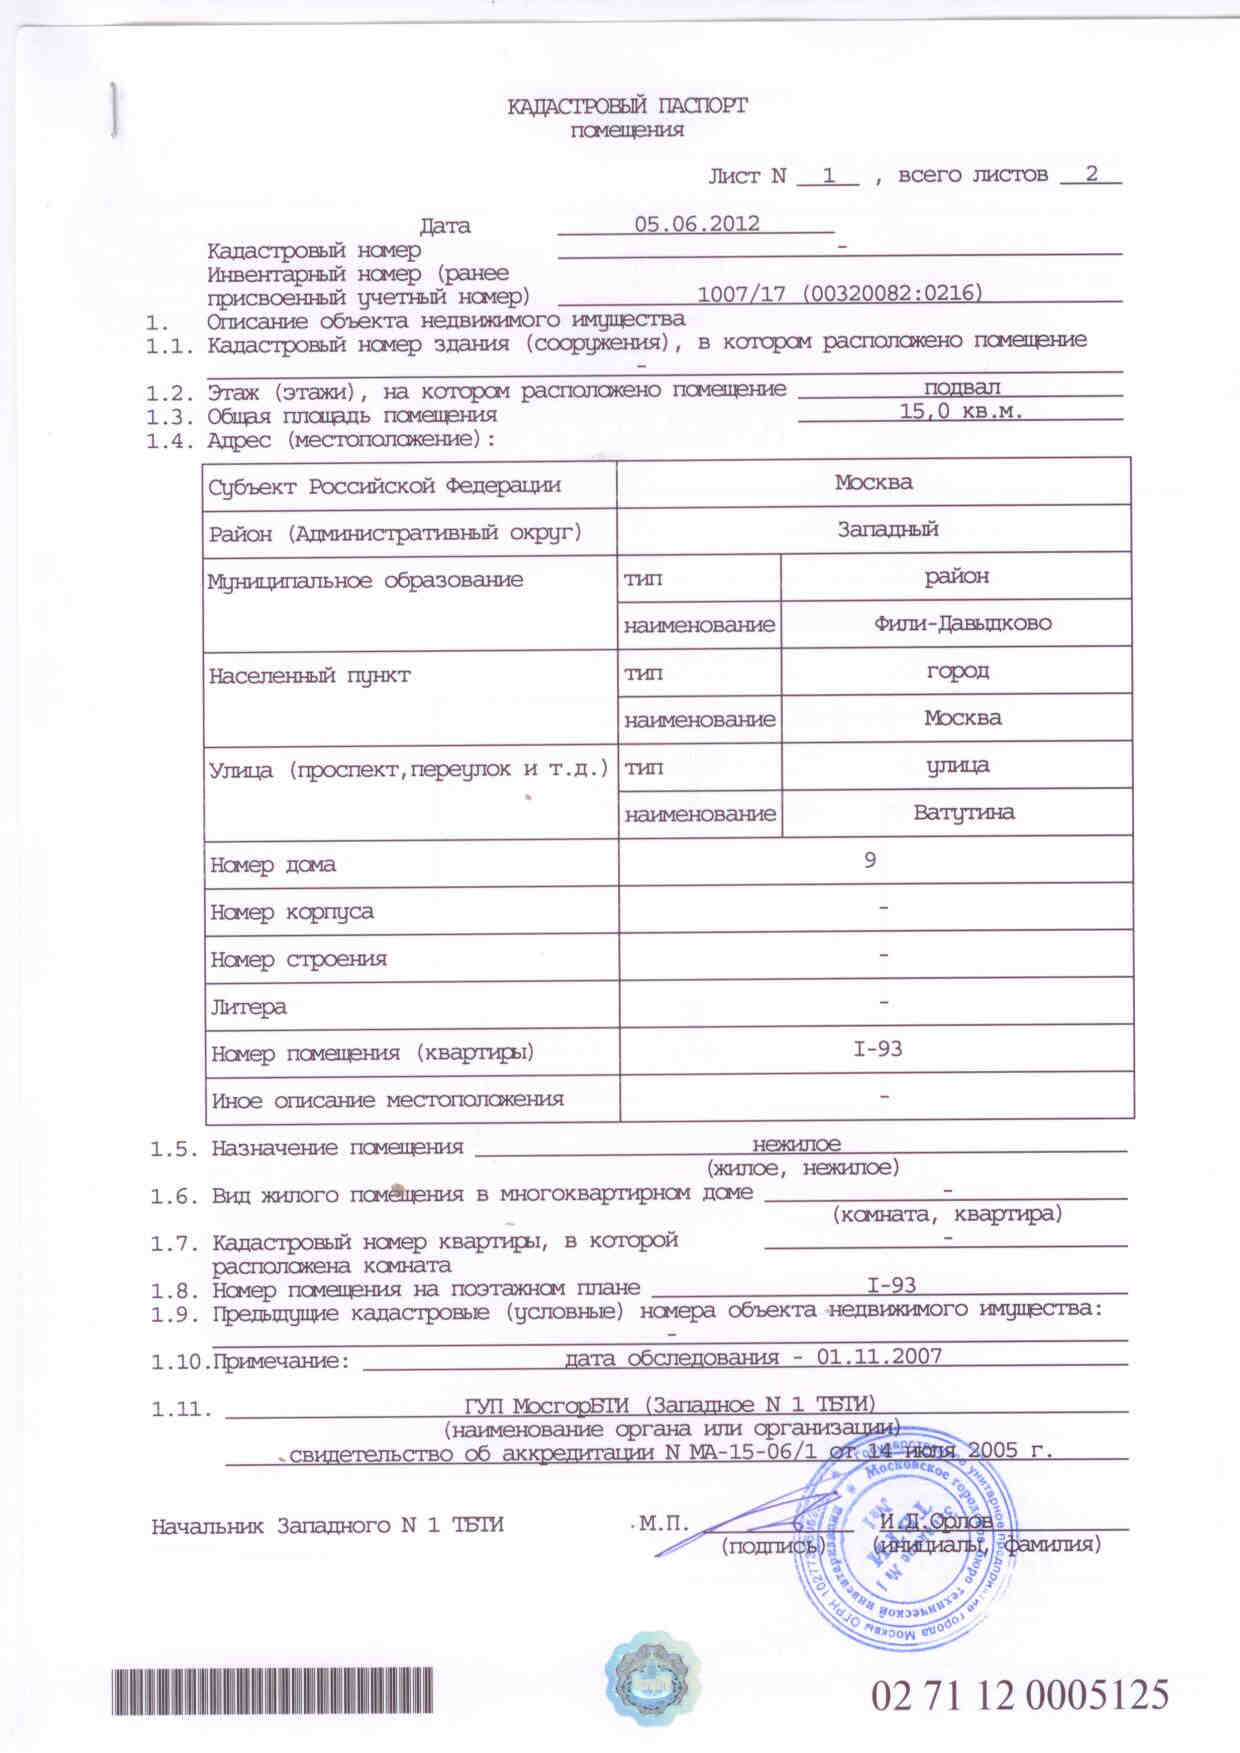 КАДАСТРОВЫЙ ПАСПОРТ
помещения
Лист N 1 , всего листов 2
Дата 05.06.2012
Кадастровый номер -
Инвентарный номер (ранее
присвоенный учетный номер) 1007/17 (00320082:0216)
1. Описание объекта недвижимого имущества
1.1. Кадастровый номер здания (сооружения), в котором расположено помещение
-
1.2. Этаж (этажи), на котором расположено помещение подвал
1.3. Общая площадь помещения 15,0 кв.м.
1.4. Адрес (местоположение):
Субъект Российской Федерации Москва
Район (Административный округ) Западный
Муниципальное образование тип район
наименование Фили-Давыдково
Населенный пункт тип город
наименование Москва
Улица (проспект,переулок и т.д.) тип улица
наименование Ватутина
Номер дома 9
Номер корпуса -
Номер строения -
Литера -
Номер помещения (квартиры) I-93
Иное описание местоположения -
1.5. Назначение помещения нежилое
(жилое, нежилое)
1.6. Вид жилого помещения в многоквартирном доме -
(комната, квартира)
1.7. Кадастровый номер квартиры, в которой -
расположена комната
1.8. Номер помещения на поэтажном плане I-93
1.9. Предыдущие кадастровые (условные) номера объекта недвижимого имущества:
-
1.10.Примечание: дата обследования - 01.11.2007
1.11. ГУП МосгорБТИ (Западное N 1 ТБТИ)
(наименование органа или организации)
свидетельство об аккредитации N МА-15-06/1 от 14 июля 2005 г.
Начальник Западного N 1 ТБТИ М.П. И.Д.Орлов
(подпись) (инициалы, фамилия)
02 71 12 0005125